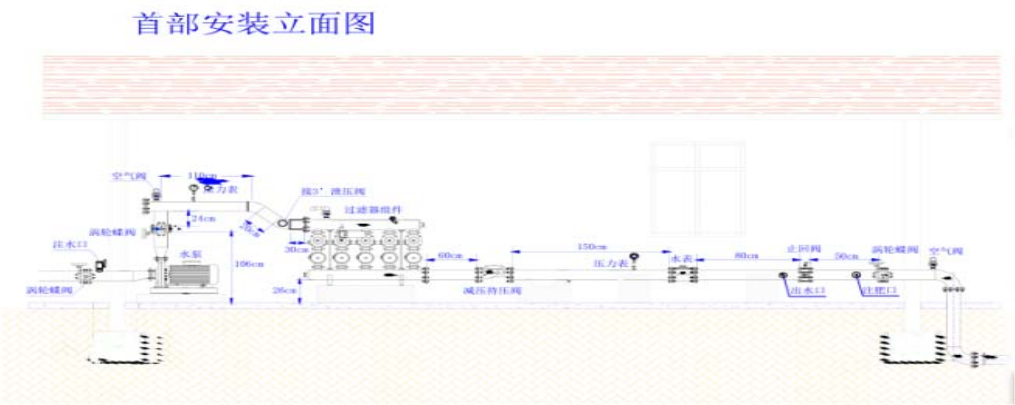 首部安装立面图
空气阀
110cm
压力表
接3’泄压阀
24cm
20cm
过滤器组件
涡轮蝶阀
注水口
水泵
30cm
60cm
150cm
止回阀
涡轮蝶阀
空气阀
106cm
压力表
水表
80cm
50cm
涡轮蝶阀
26cm
减压持压阀
出水口
注肥口